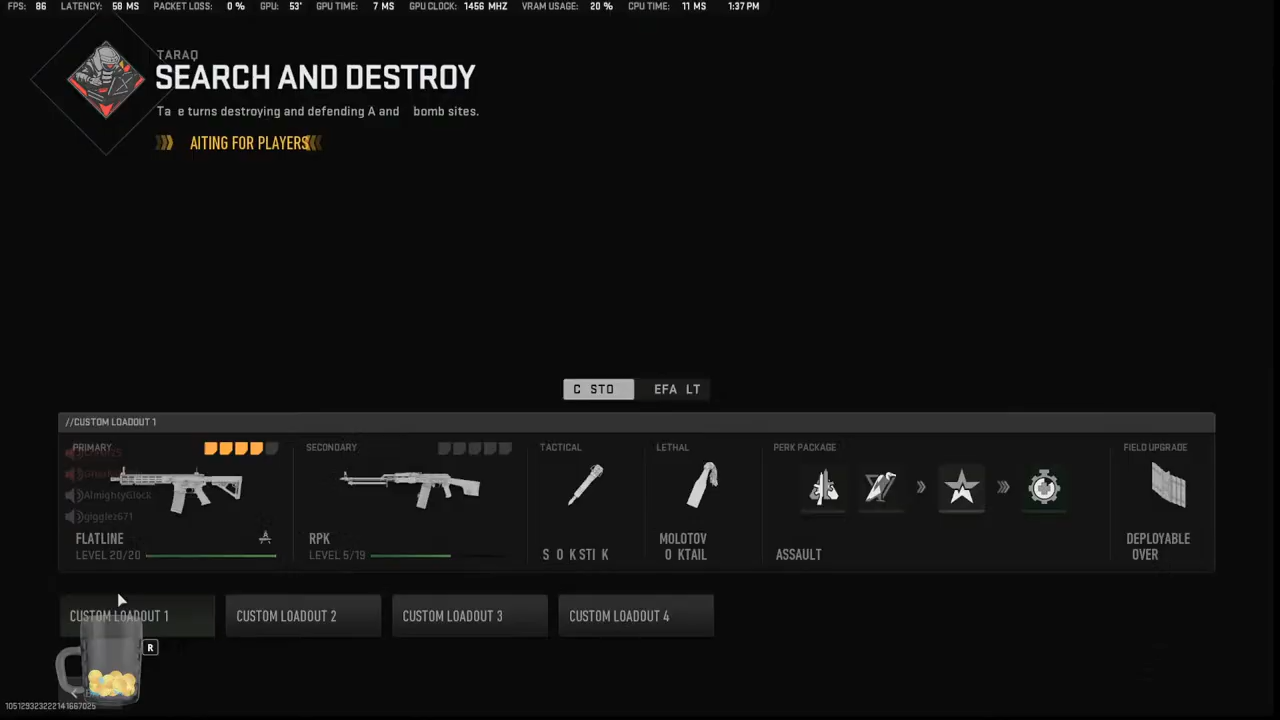 FPS: 86 LATENCY: 58 MS PACKET LOSS: 0 % GPU: 53° GPU TIME: 7 MS GPU CLOCK: 1456 MHZ VRAM USAGE: 20 % CPU TIME: 11 MS 1:37 PM
TARAQ
SEARCH AND DESTROY
Ta e turns destroying and defending A and bomb sites.
AITING FOR PLAYERS
C STO EFA LT
//CUSTOM LOADOUT 1
PRIMARY SECONDARY TACTICAL LETHAL PERK PACKAGE FIELD UPGRADE
AlmightyGlock
gigglez671
FLATLINE RPK MOLOTOV DEPLOYABLE
LEVEL 20/20 LEVEL 5/19 S O K STI K O KTAIL ASSAULT OVER
CUSTOM LOADOUT 1 CUSTOM LOADOUT 2 CUSTOM LOADOUT 3 CUSTOM LOADOUT 4
R